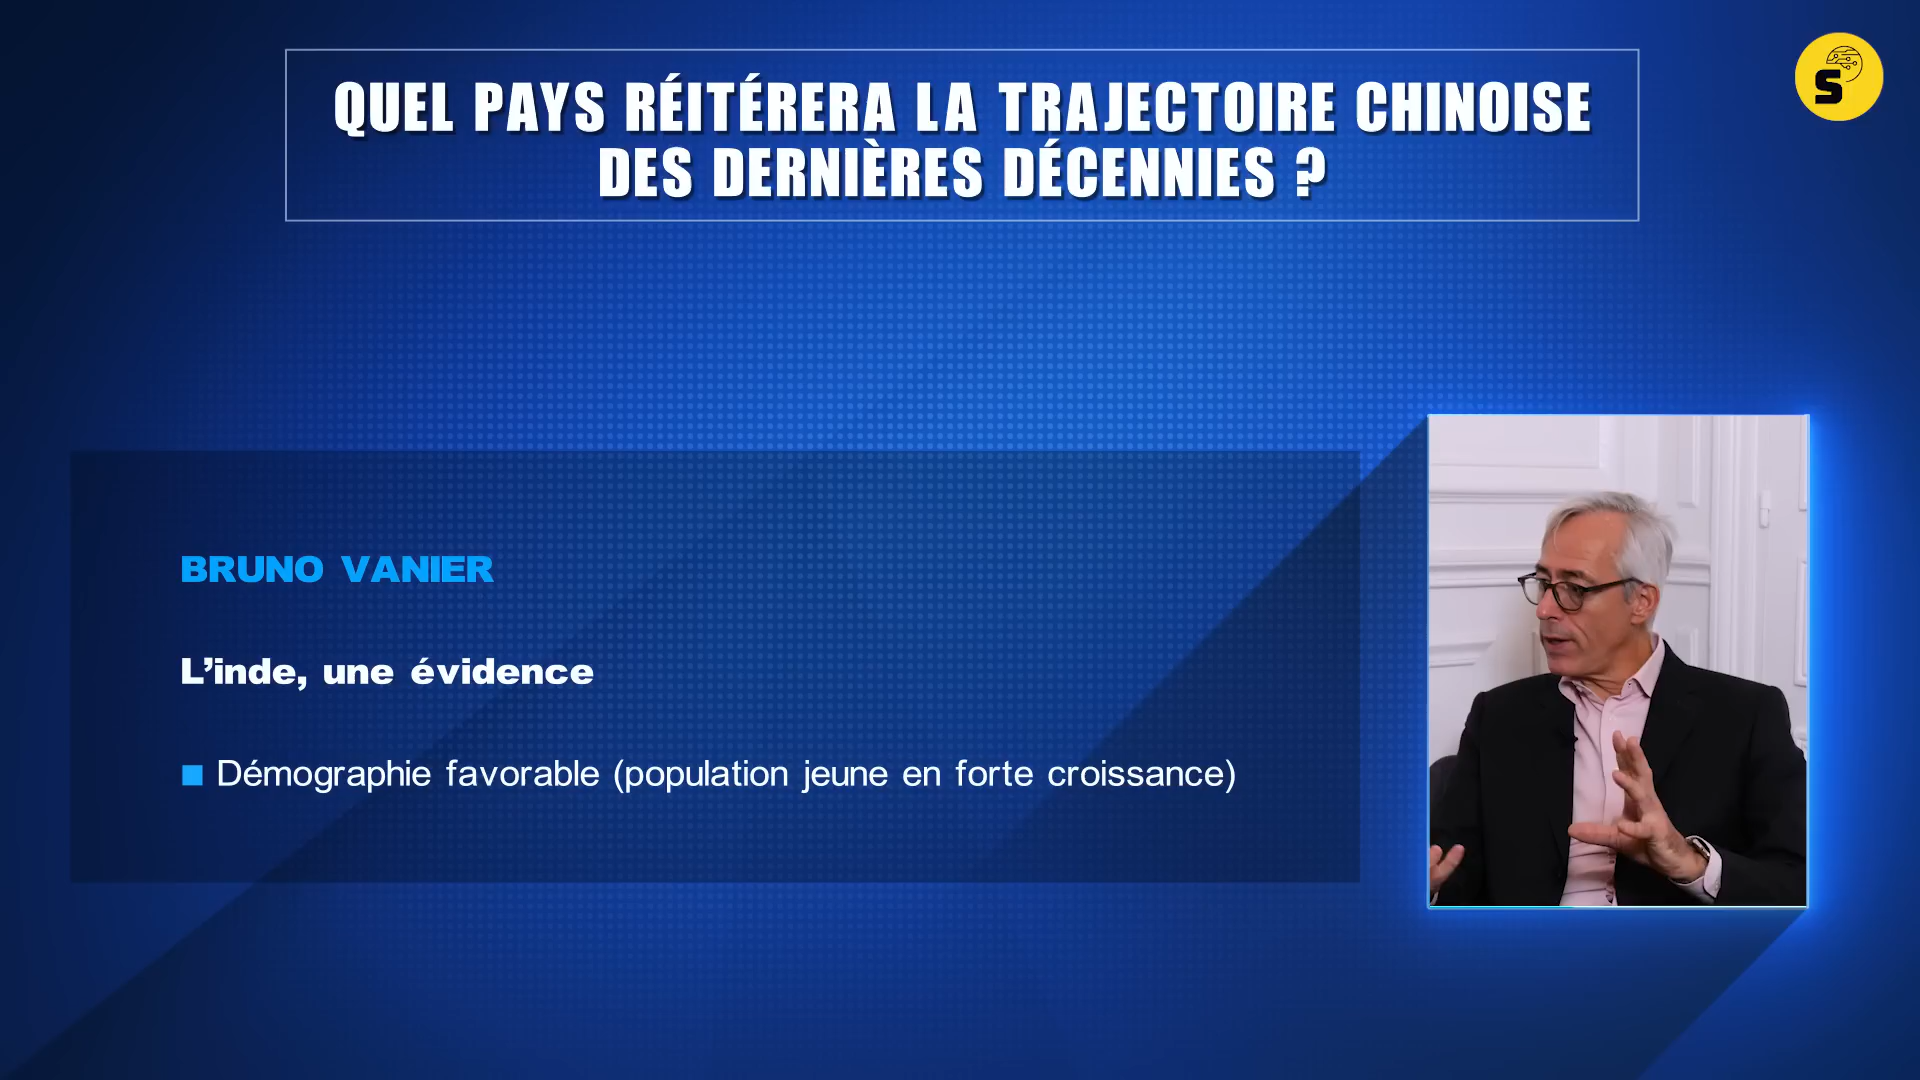 QUEL PAYS RÉITÉRERA LA TRAJECTOIRE CHINOISE
DES DERNIÈRES DÉCENNIES ?
S
BRUNO VANIER
L’inde, une évidence
Démographie favorable (population jeune en forte croissance)